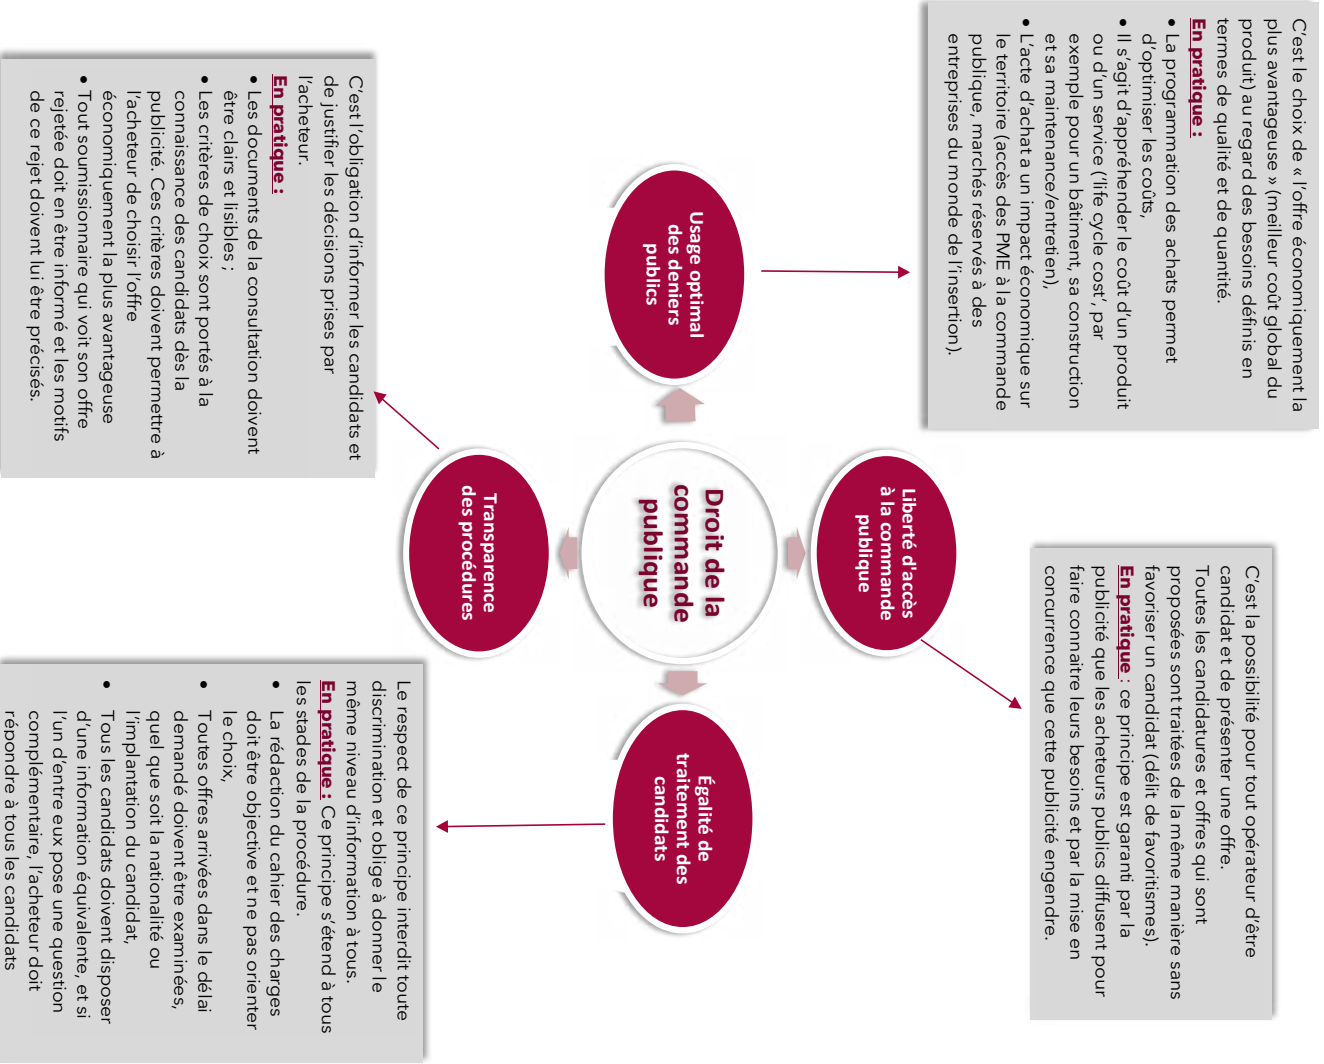 C'est le choix de « l'offre économiquement la
plus avantageuse » (meilleur coût global du
produit) au regard des besoins définis en
termes de qualité et de quantité.
En pratique :
• La programmation des achats permet
d'optimiser les coûts,
• Il s'agit d'appréhender le coût d'un produit
ou d'un service ('life cycle cost', par
exemple pour un bâtiment, sa construction
et sa maintenance/entretien),
• L'acte d'achat a un impact économique sur
le territoire (accès des PME à la commande
publique, marchés réservés à des
entreprises du monde de l'insertion).
C'est la possibilité pour tout opérateur d'être
candidat et de présenter une offre.
Toutes les candidatures et offres qui sont
proposées sont traitées de la même manière sans
favoriser un candidat (délit de favoritismes).
En pratique : ce principe est garanti par la
publicité que les acheteurs publics diffusent pour
faire connaitre leurs besoins et par la mise en
concurrence que cette publicité engendre.
Liberté d'accès
à la commande
publique
Usage optimal
des deniers
publics
Droit de la
commande
publique
Égalité de
traitement des
candidats
Transparence
des procédures
C'est l'obligation d'informer les candidats et
de justifier les décisions prises par
l'acheteur.
En pratique :
• Les documents de la consultation doivent
être clairs et lisibles ;
• Les critères de choix sont portés à la
connaissance des candidats dès la
publicité. Ces critères doivent permettre à
l'acheteur de choisir l'offre
économiquement la plus avantageuse
• Tout soumissionnaire qui voit son offre
rejetée doit en être informé et les motifs
de ce rejet doivent lui être précisés.
Le respect de ce principe interdit toute
discrimination et oblige à donner le
même niveau d'information à tous.
En pratique : Ce principe s'étend à tous
les stades de la procédure.
• La rédaction du cahier des charges
doit être objective et ne pas orienter
le choix,
• Toutes offres arrivées dans le délai
demandé doivent être examinées,
quel que soit la nationalité ou
l'implantation du candidat,
• Tous les candidats doivent disposer
d'une information équivalente, et si
l'un d'entre eux pose une question
complémentaire, l'acheteur doit
répondre à tous les candidats